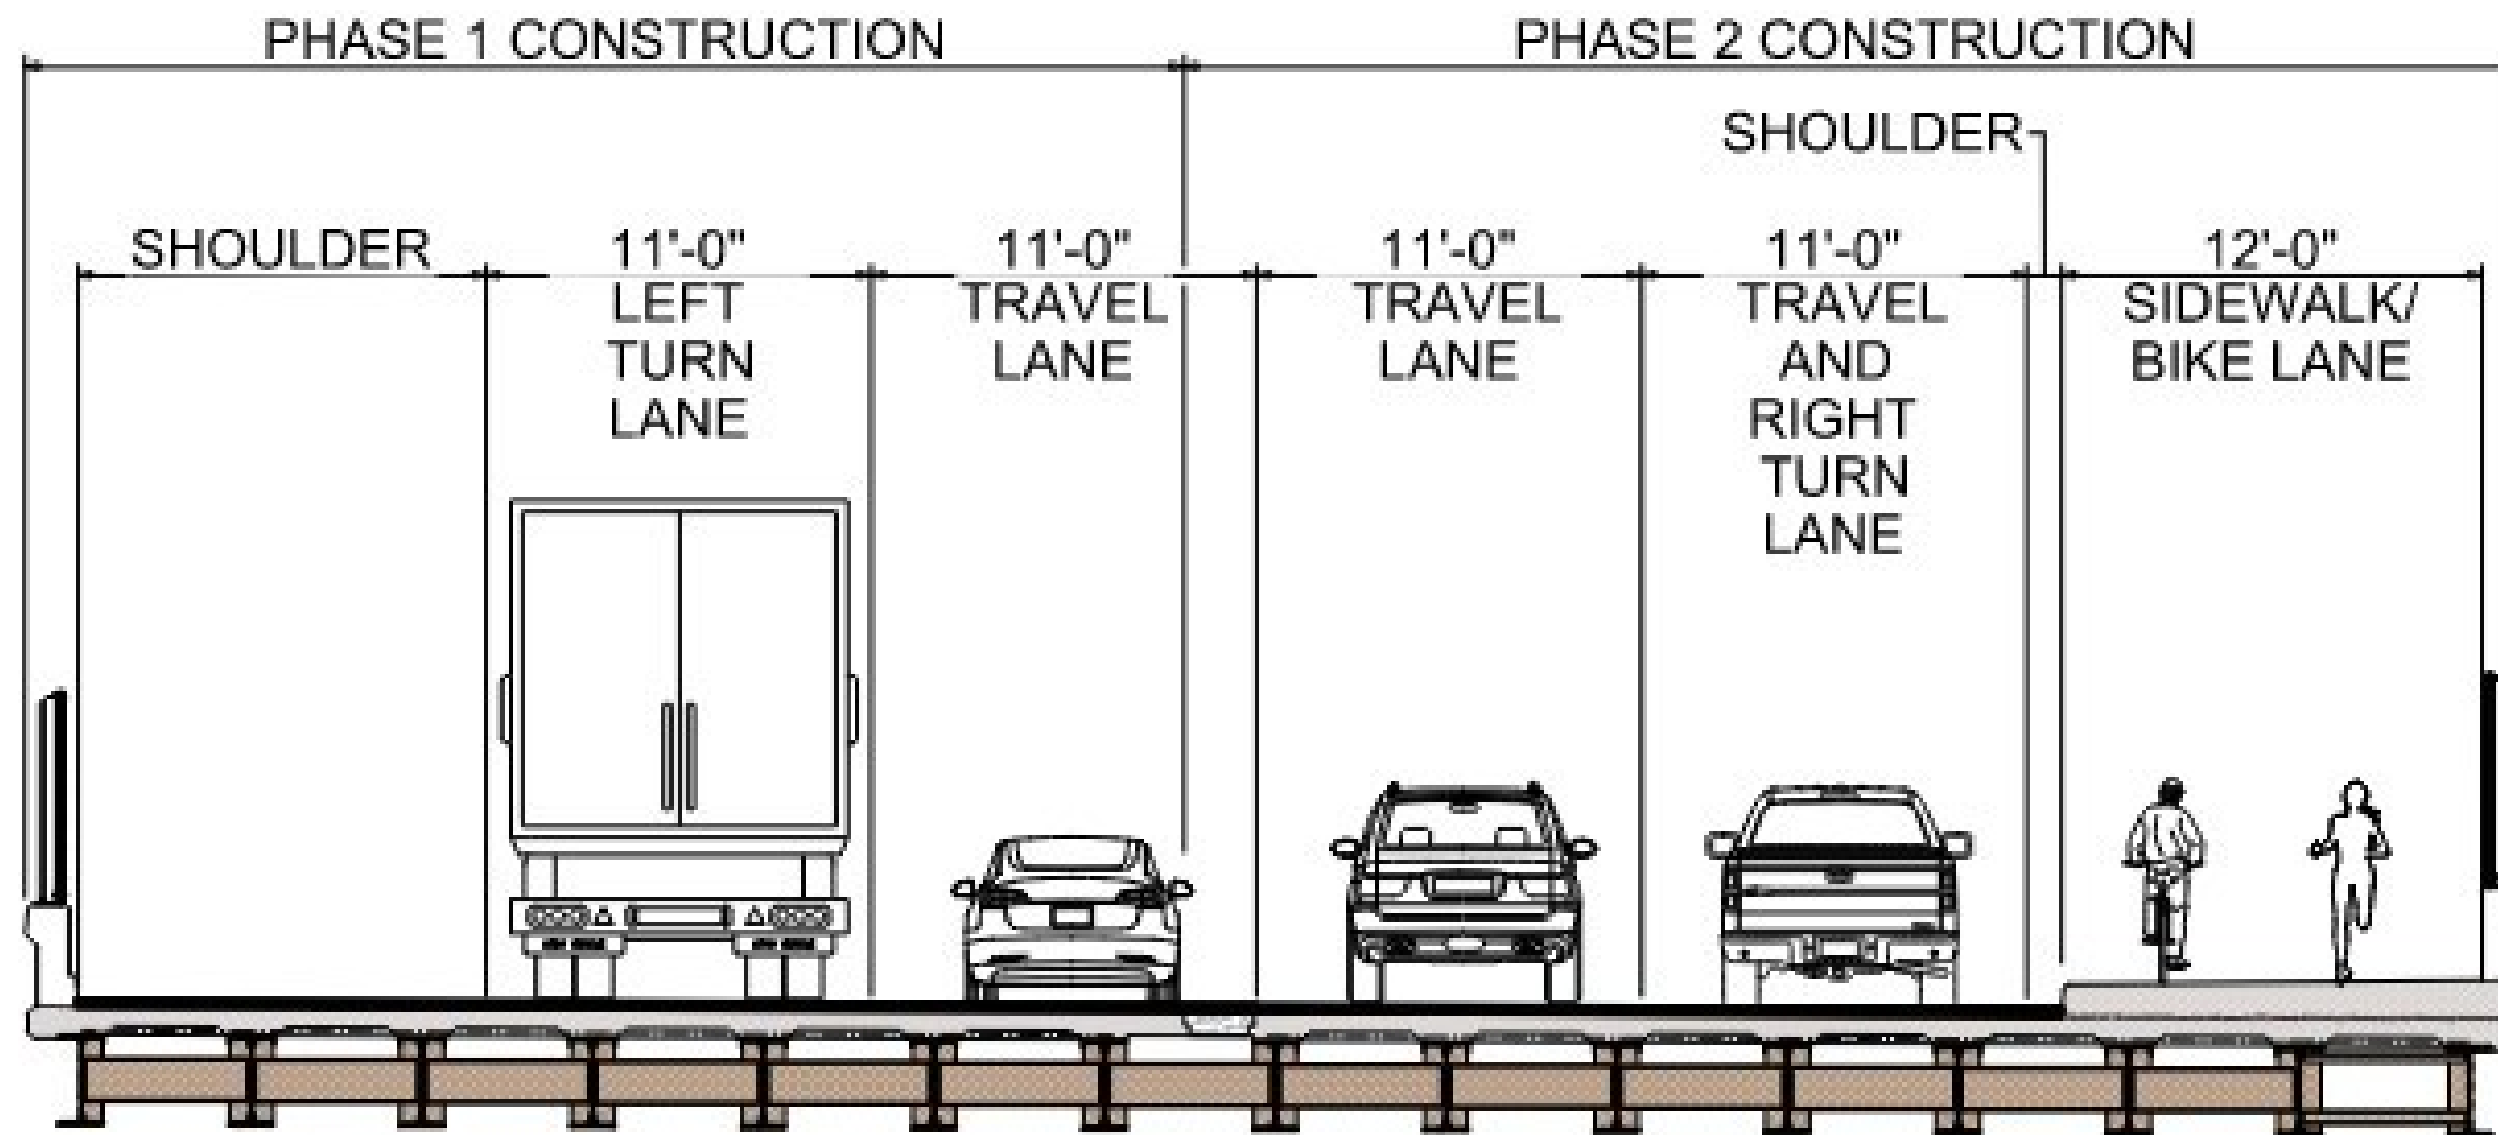 PHASE 1 CONSTRUCTION
PHASE 2 CONSTRUCTION
SHOULDER
SHOULDER
11'-0"
LEFT
TURN
LANE
11'-0"
TRAVEL
LANE
11'-0"
TRAVEL
LANE
11'-0"
TRAVEL
AND
RIGHT
TURN
LANE
12'-0"
SIDEWALK/
BIKE LANE